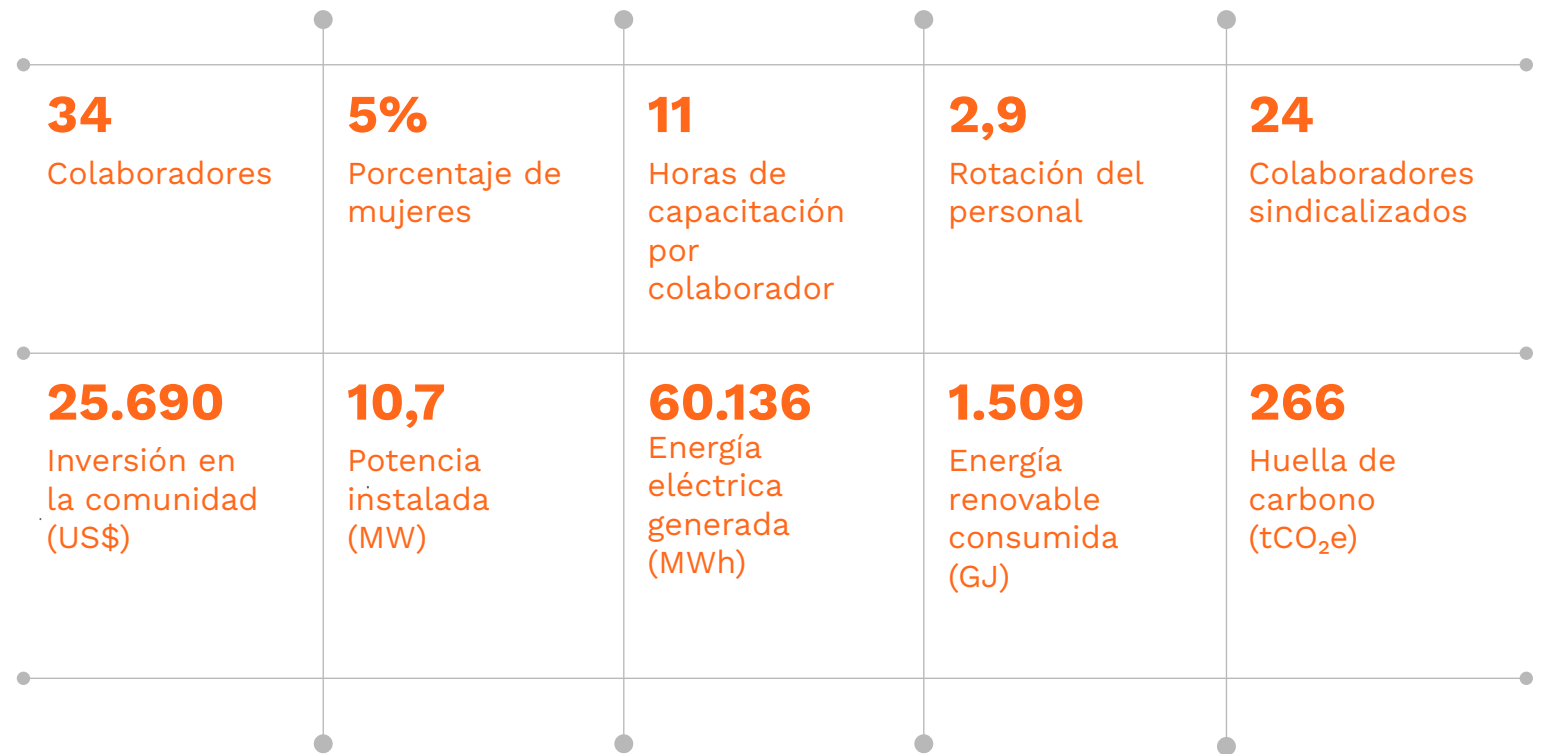 34
Colaboradores
5%
Porcentaje de
mujeres
11
Horas de
capacitación
por
colaborador
2,9
Rotación del
personal
24
Colaboradores
sindicalizados
25.690
Inversión en
la comunidad
(US$)
10,7
Potencia
instalada
(MW)
60.136
Energía
eléctrica
generada
(MWh)
1.509
Energía
renovable
consumida
(GJ)
266
Huella de
carbono
(tCO₂e)